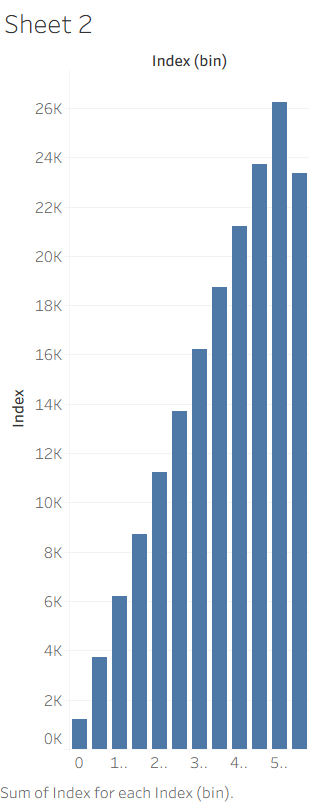 Sheet 2
Index (bin)
26K
24K
22K
20K
18K
16K
14K
12K
10K
8K
6K
4K
2K
0K
Index
0 1.. 2.. 3.. 4.. 5..
Sum of Index for each Index (bin).